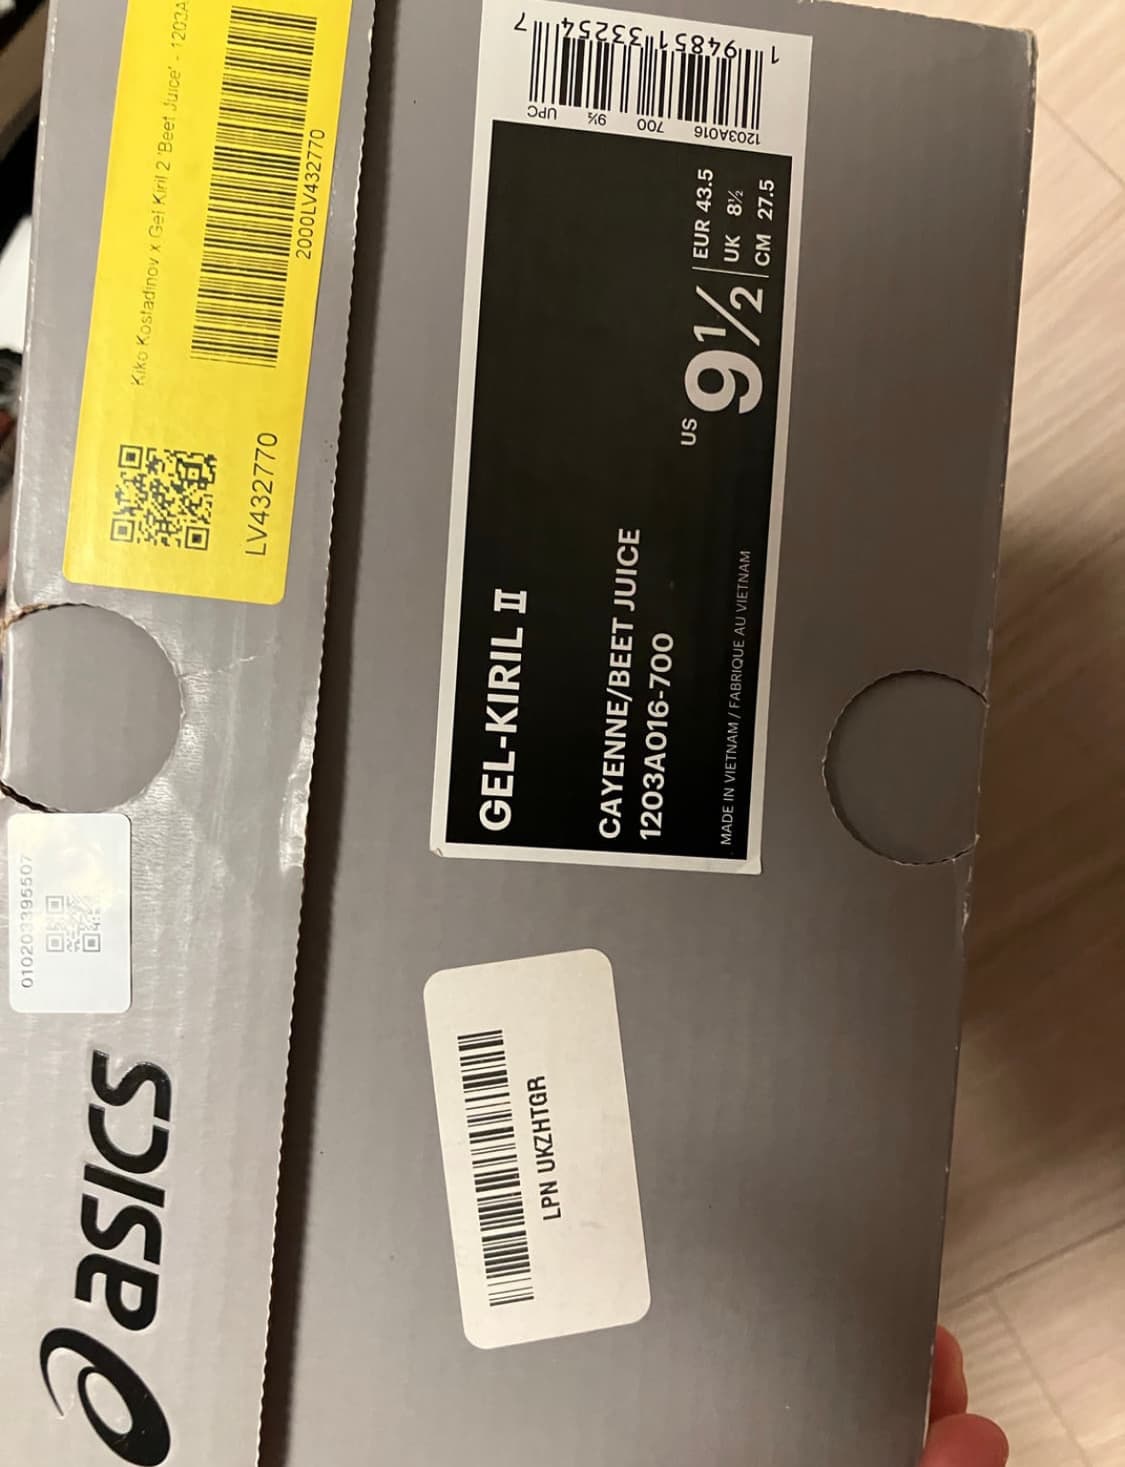 Kiko Kostadinov x Gel Kiril 2 'Beet Juice' - 1203A
2000LV432770
LV432770
010203395507
asics
GEL-KIRIL II
CAYENNE/BEET JUICE
1203A016-700
MADE IN VIETNAM / FABRIQUE AU VIETNAM
US 9½
EUR 43.5
UK 8½
CM 27.5
1203A016 700 9½ UPC
1 94851 33254 7
LPN UKZHTGR